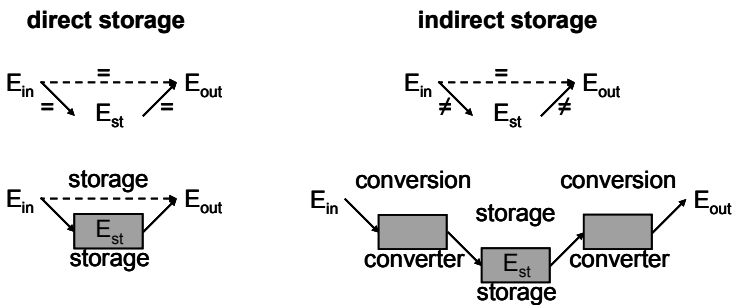 direct storage
=
E_in E_out
= E_st =
storage
E_in E_out
E_st
storage
indirect storage
=
E_in E_out
≠ E_st ≠
conversion conversion
E_in storage E_out
converter E_st converter
storage